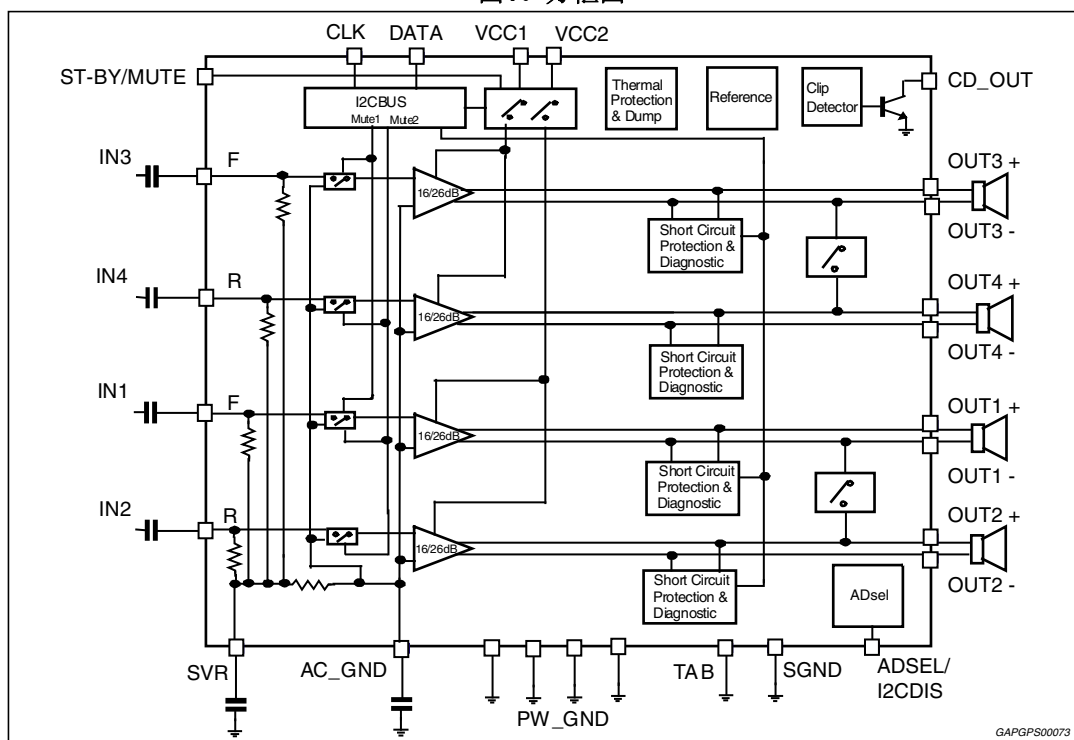 CLK
DATA
VCC1
VCC2
ST-BY/MUTE
I2CBUS
Mute1
Mute2
Thermal
Protection
& Dump
Reference
Clip
Detector
CD_OUT
IN3
F
16/26dB
Short Circuit
Protection &
Diagnostic
OUT3 +
OUT3 -
IN4
R
16/26dB
Short Circuit
Protection &
Diagnostic
OUT4 +
OUT4 -
IN1
F
16/26dB
Short Circuit
Protection &
Diagnostic
OUT1 +
OUT1 -
IN2
R
16/26dB
Short Circuit
Protection &
Diagnostic
OUT2 +
OUT2 -
ADsel
SVR
AC_GND
PW_GND
TAB
SGND
ADSEL/
I2CDIS
GAPGPS00073